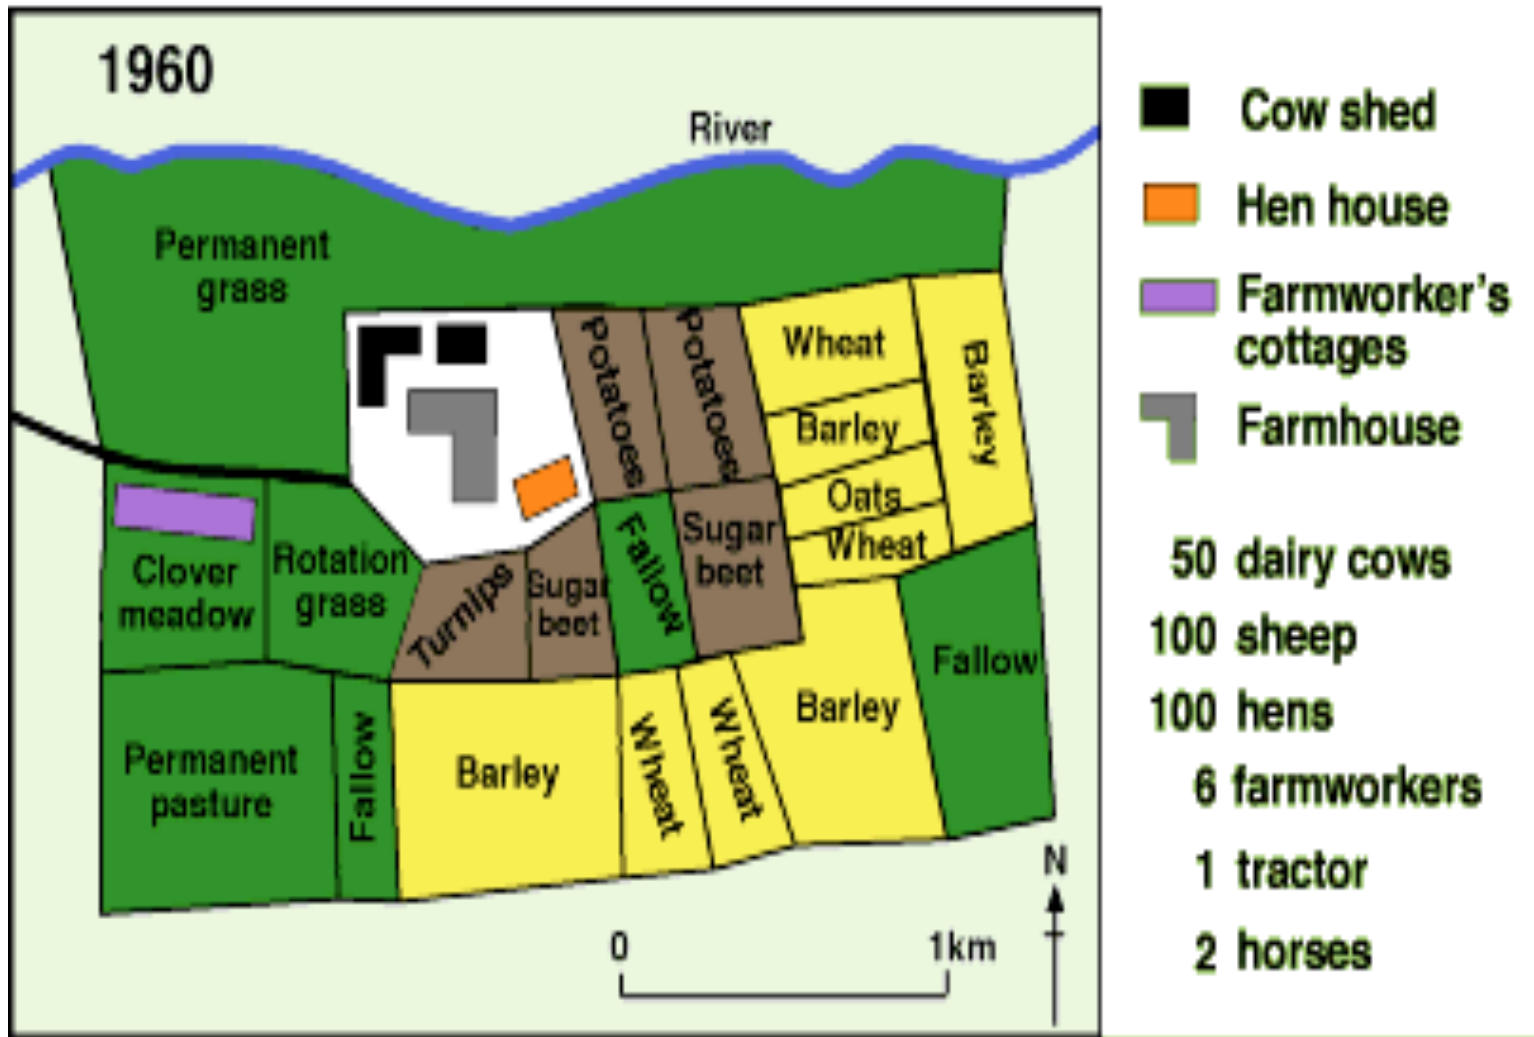 1960
River
Permanent
grass
Potatoes
Potatoes
Wheat
Barley
Barley
Oats
Wheat
Clover
meadow
Rotation
grass
Turnips
Sugar
beet
Fallow
Sugar
beet
Fallow
Permanent
pasture
Fallow
Barley
Wheat
Wheat
Barley
N
0 1km
Cow shed
Hen house
Farmworker's
cottages
Farmhouse
50 dairy cows
100 sheep
100 hens
6 farmworkers
1 tractor
2 horses